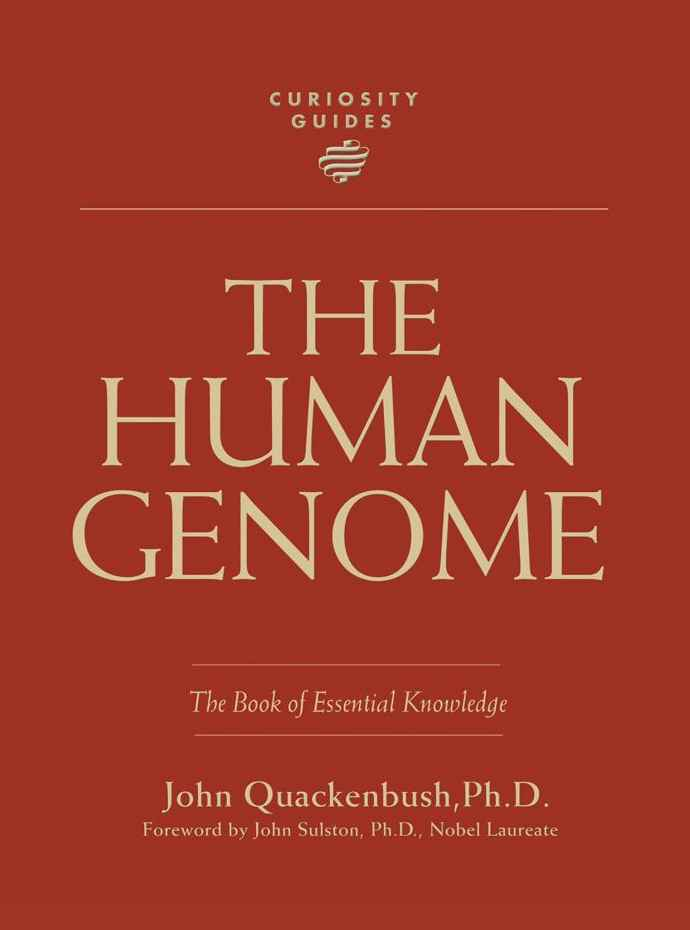 CURIOSITY
GUIDES
THE
HUMAN
GENOME
The Book of Essential Knowledge
John Quackenbush,Ph.D.
Foreword by John Sulston, Ph.D., Nobel Laureate